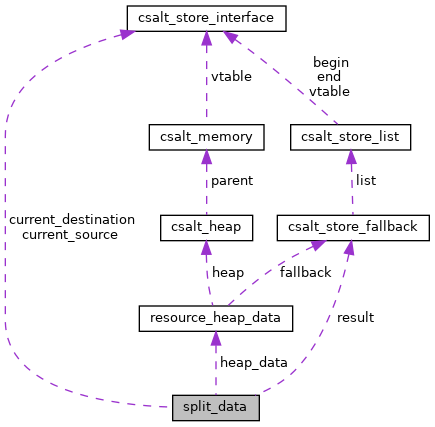 csalt_store_interface
vtable
begin
end
vtable
csalt_memory
csalt_store_list
parent
list
current_destination
current_source
csalt_heap
csalt_store_fallback
heap
fallback
resource_heap_data
result
heap_data
split_data